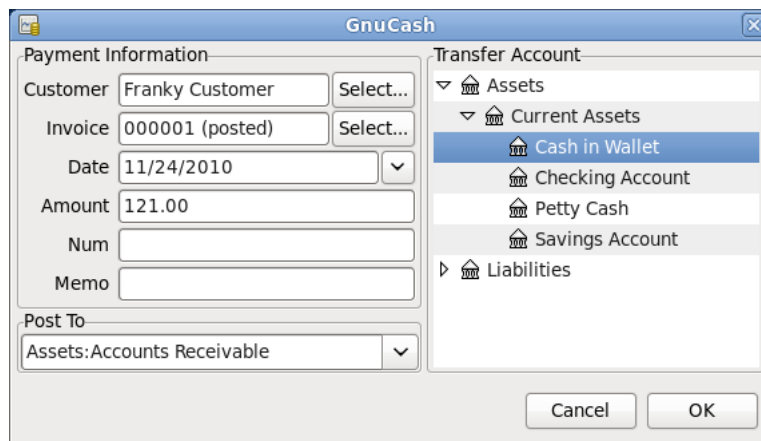 GnuCash
Payment Information
Customer Franky Customer Select...
Invoice 000001 (posted) Select...
Date 11/24/2010
Amount 121.00
Num
Memo
Post To
Assets:Accounts Receivable
Transfer Account
Assets
Current Assets
Cash in Wallet
Checking Account
Petty Cash
Savings Account
Liabilities
Cancel OK